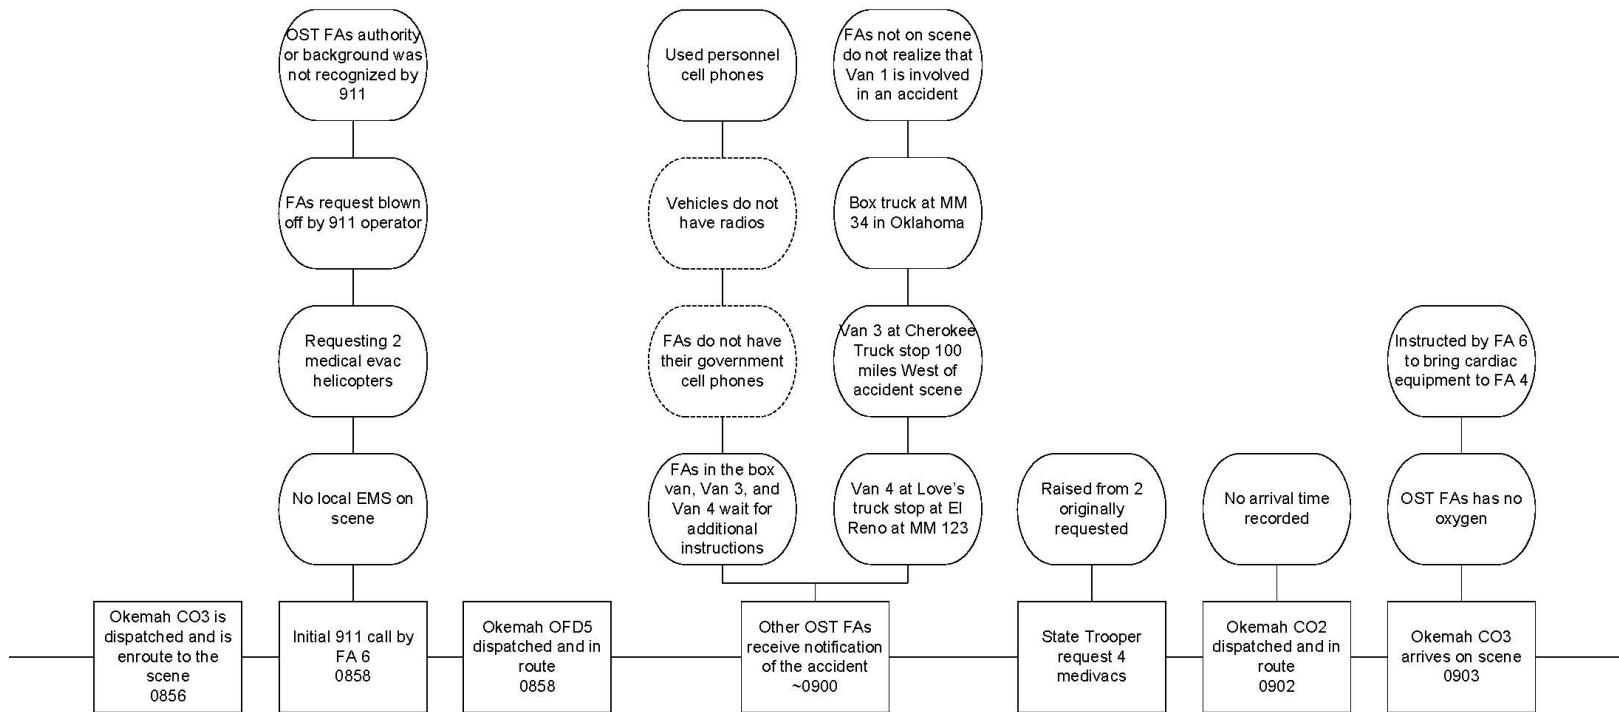 OST FAs authority
or background was
not recognized by
911
Used personnel
cell phones
FAs not on scene
do not realize that
Van 1 is involved
in an accident
FAs request blown
off by 911 operator
Vehicles do not
have radios
Box truck at MM
34 in Oklahoma
Requesting 2
medical evac
helicopters
FAs do not have
their government
cell phones
Van 3 at Cherokee
Truck stop 100
miles West of
accident scene
Instructed by FA 6
to bring cardiac
equipment to FA 4
No local EMS on
scene
FAs in the box
van, Van 3, and
Van 4 wait for
additional
instructions
Van 4 at Love's
truck stop at El
Reno at MM 123
Raised from 2
originally
requested
No arrival time
recorded
OST FAs has no
oxygen
Okemah CO3 is
dispatched and is
enroute to the
scene
0856
Initial 911 call by
FA 6
0858
Okemah OFD5
dispatched and in
route
0858
Other OST FAs
receive notification
of the accident
~0900
State Trooper
request 4
medivacs
Okemah CO2
dispatched and in
route
0902
Okemah CO3
arrives on scene
0903